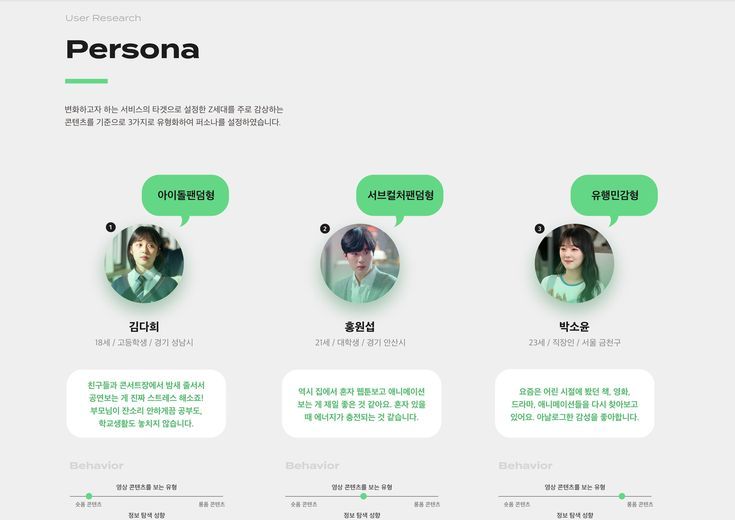 User Research
Persona
변화하고자 하는 서비스의 타겟으로 설정한 Z세대를 주로 감상하는
콘텐츠를 기준으로 3가지로 유형화하여 퍼소나를 설정하였습니다.
아이돌팬덤형
서브컬처팬덤형
유행민감형
1
2
3
김다희
홍원섭
박소윤
18세 / 고등학생 / 경기 성남시
21세 / 대학생 / 경기 안산시
23세 / 직장인 / 서울 금천구
친구들과 콘서트장에서 밤새 줄서서
공연보는 게 진짜 스트레스 해소죠!
부모님이 잔소리 안하게끔 공부도,
학교생활도 놓치지 않습니다.
역시 집에서 혼자 웹툰보고 애니메이션
보는 게 제일 좋은 것 같아요. 혼자 있을
때 에너지가 충전되는 것 같습니다.
요즘은 어린 시절에 봤던 책, 영화,
드라마, 애니메이션들을 다시 찾아보고
있어요. 아날로그한 감성을 좋아합니다.
Behavior
Behavior
Behavior
영상 콘텐츠를 보는 유형
영상 콘텐츠를 보는 유형
영상 콘텐츠를 보는 유형
숏폼 콘텐츠
롱폼 콘텐츠
숏폼 콘텐츠
롱폼 콘텐츠
숏폼 콘텐츠
롱폼 콘텐츠
정보 탐색 성향
정보 탐색 성향
정보 탐색 성향